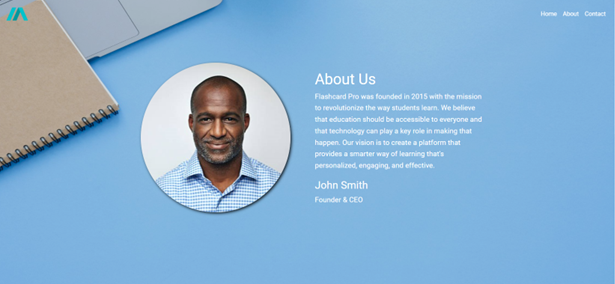 Home About Contact
About Us
Flashcard Pro was founded in 2015 with the mission
to revolutionize the way students learn. We believe
that education should be accessible to everyone and
that technology can play a key role in making that
happen. Our vision is to create a platform that
provides a smarter way of learning that's
personalized, engaging, and effective.
John Smith
Founder & CEO